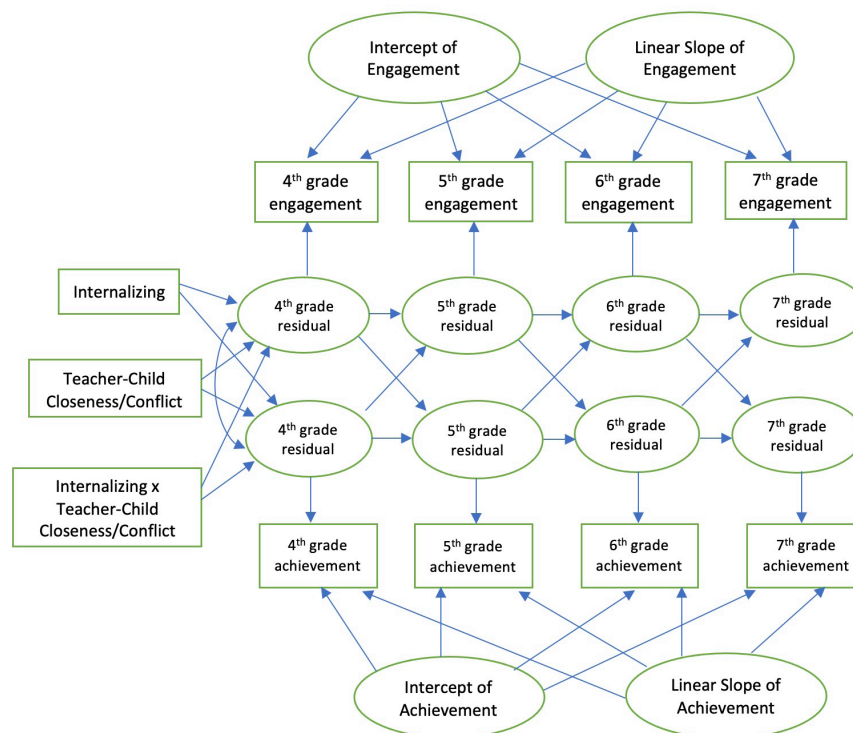 Intercept of
Engagement
Linear Slope of
Engagement
4th grade
engagement
5th grade
engagement
6th grade
engagement
7th grade
engagement
Internalizing
4th grade
residual
5th grade
residual
6th grade
residual
7th grade
residual
Teacher-Child
Closeness/Conflict
4th grade
residual
5th grade
residual
6th grade
residual
7th grade
residual
Internalizing x
Teacher-Child
Closeness/Conflict
4th grade
achievement
5th grade
achievement
6th grade
achievement
7th grade
achievement
Intercept of
Achievement
Linear Slope of
Achievement